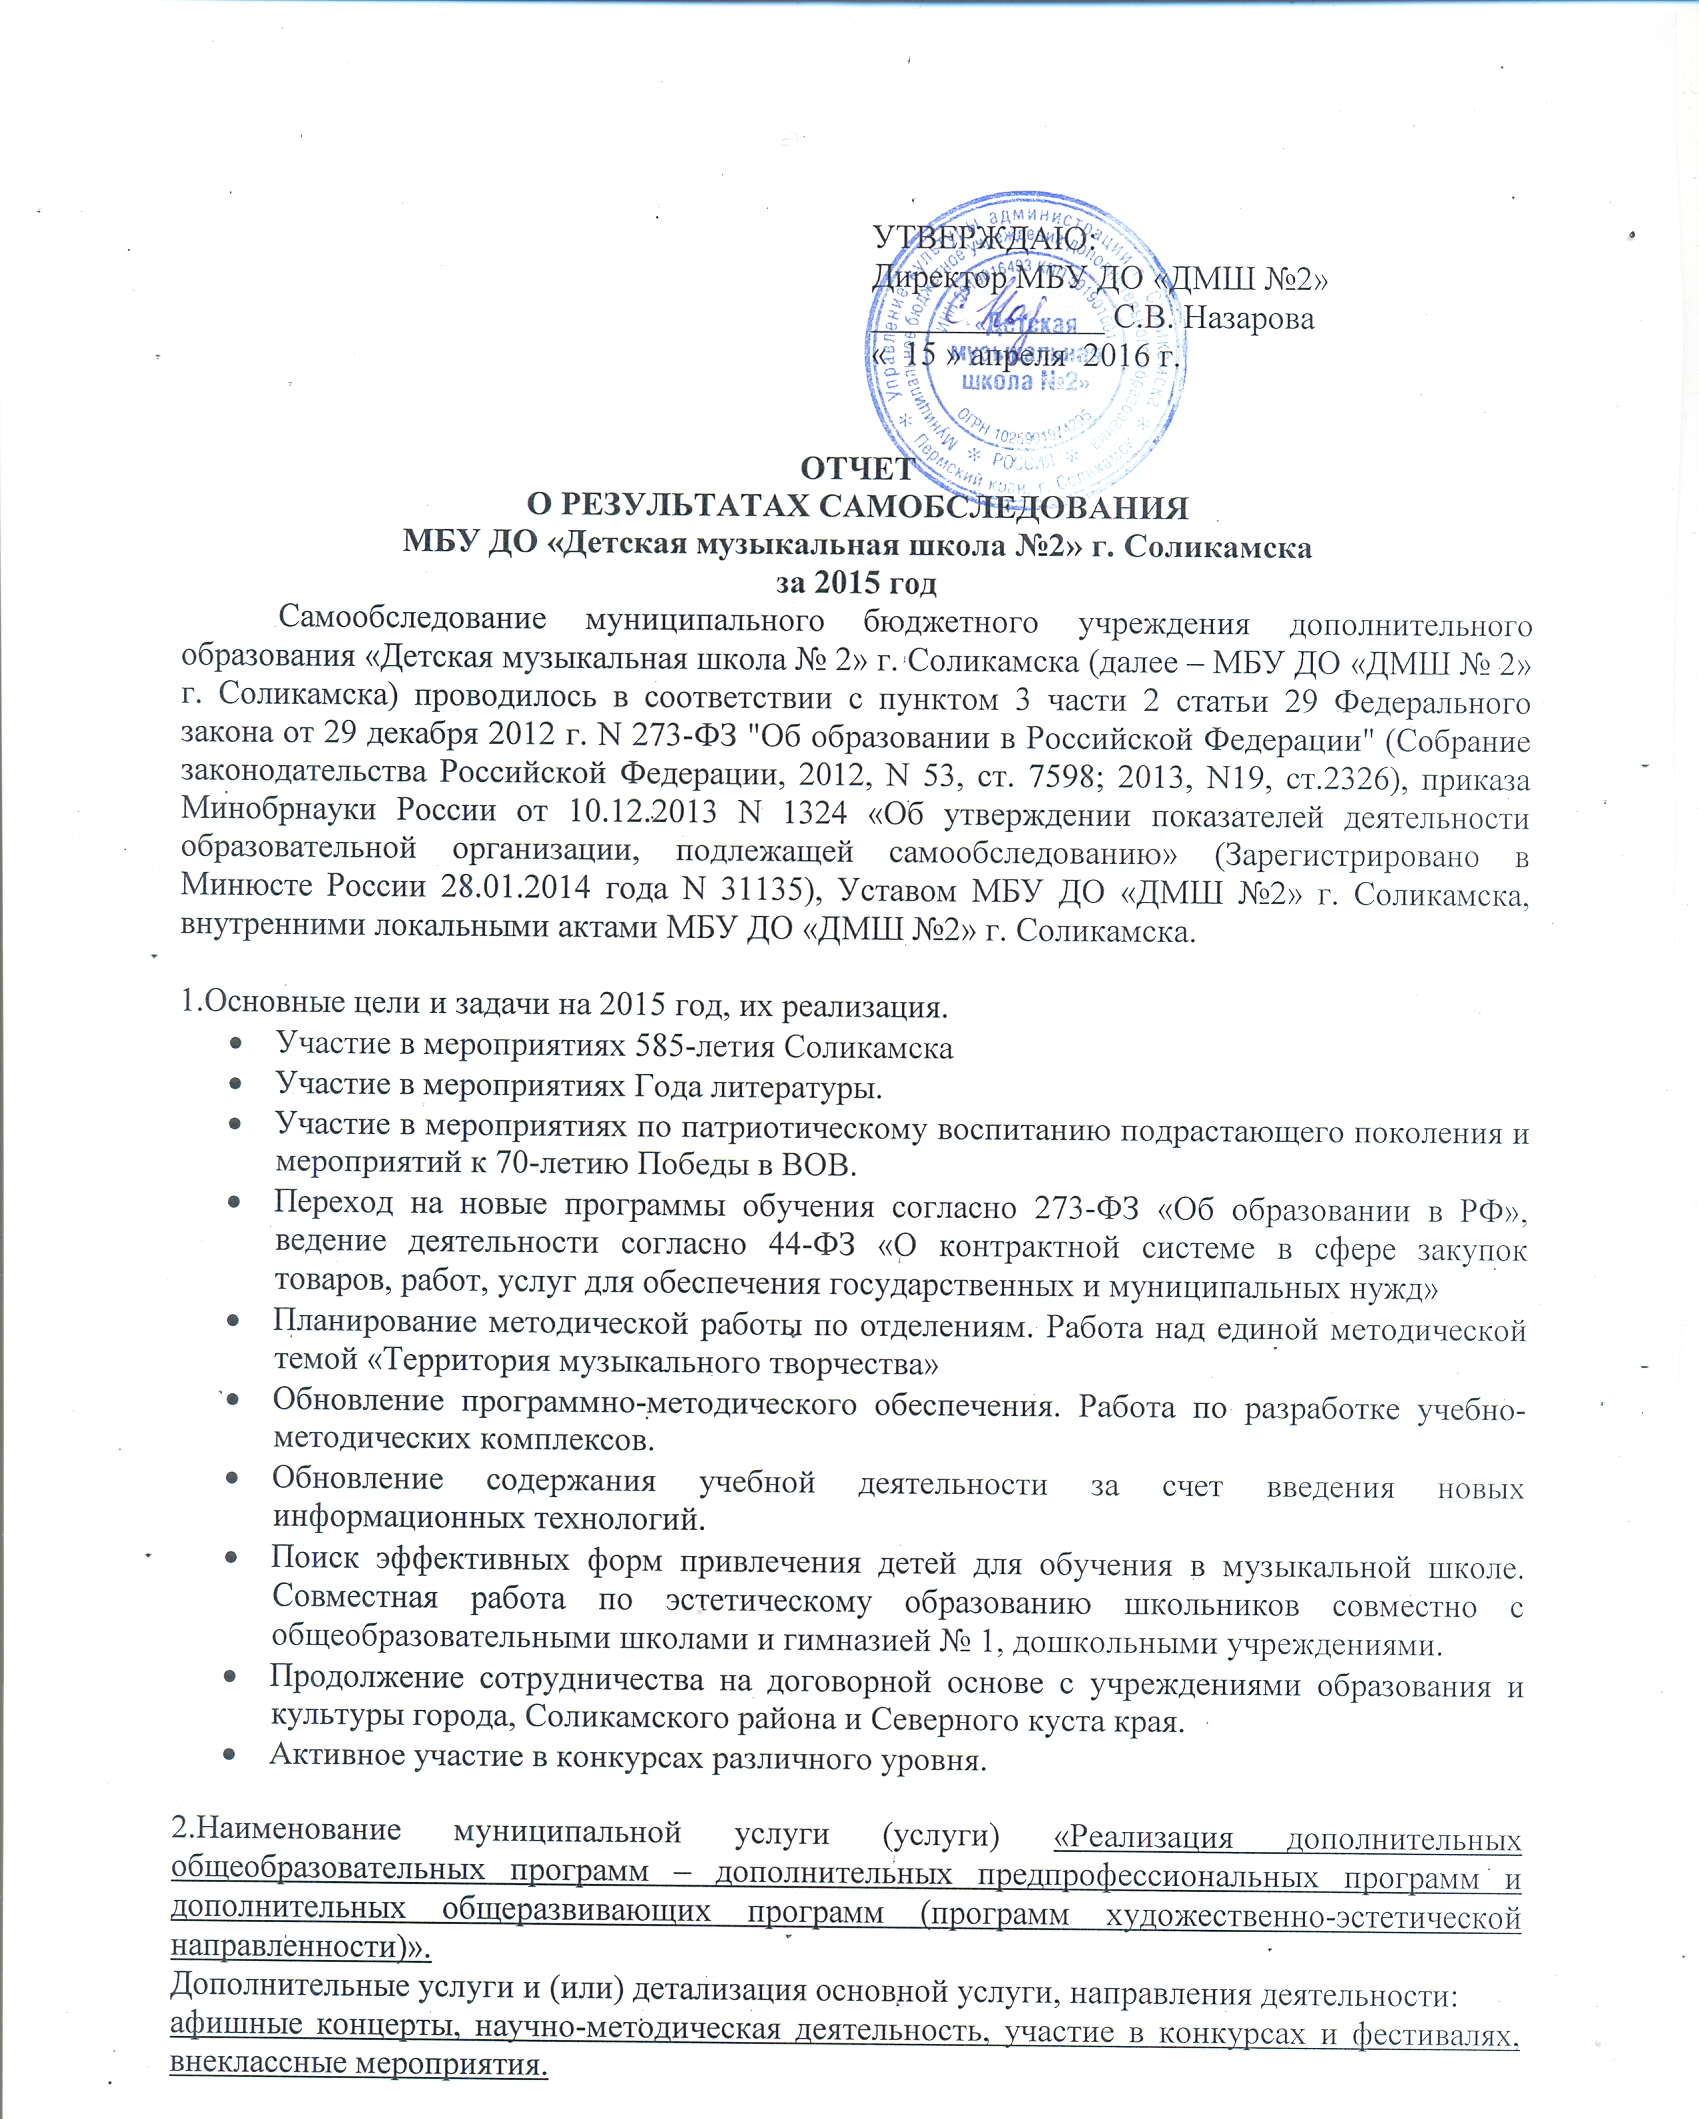 УТВЕРЖДАЮ:
Директор МБУ ДО «ДМШ №2»
С.В. Назарова
« 15 » апреля 2016 г.
«Детская
музыкальная
школа №2»
РОССИЯ
ОТЧЕТ
О РЕЗУЛЬТАТАХ САМОБСЛЕДОВАНИЯ
МБУ ДО «Детская музыкальная школа №2» г. Соликамска
за 2015 год
Самообследование муниципального бюджетного учреждения дополнительного
образования «Детская музыкальная школа № 2» г. Соликамска (далее – МБУ ДО «ДМШ № 2»
г. Соликамска) проводилось в соответствии с пунктом 3 части 2 статьи 29 Федерального
закона от 29 декабря 2012 г. N 273-ФЗ "Об образовании в Российской Федерации" (Собрание
законодательства Российской Федерации, 2012, N 53, ст. 7598; 2013, N19, ст.2326), приказа
Минобрнауки России от 10.12.2013 N 1324 «Об утверждении показателей деятельности
образовательной организации, подлежащей самообследованию» (Зарегистрировано в
Минюсте России 28.01.2014 года N 31135), Уставом МБУ ДО «ДМШ №2» г. Соликамска,
внутренними локальными актами МБУ ДО «ДМШ №2» г. Соликамска.
1.Основные цели и задачи на 2015 год, их реализация.
• Участие в мероприятиях 585-летия Соликамска
• Участие в мероприятиях Года литературы.
• Участие в мероприятиях по патриотическому воспитанию подрастающего поколения и
мероприятий к 70-летию Победы в ВОВ.
• Переход на новые программы обучения согласно 273-ФЗ «Об образовании в РФ»,
ведение деятельности согласно 44-ФЗ «О контрактной системе в сфере закупок
товаров, работ, услуг для обеспечения государственных и муниципальных нужд»
• Планирование методической работы по отделениям. Работа над единой методической
темой «Территория музыкального творчества»
• Обновление программно-методического обеспечения. Работа по разработке учебно-
методических комплексов.
• Обновление содержания учебной деятельности за счет введения новых
информационных технологий.
• Поиск эффективных форм привлечения детей для обучения в музыкальной школе.
Совместная работа по эстетическому образованию школьников совместно с
общеобразовательными школами и гимназией № 1, дошкольными учреждениями.
• Продолжение сотрудничества на договорной основе с учреждениями образования и
культуры города, Соликамского района и Северного куста края.
• Активное участие в конкурсах различного уровня.
2.Наименование муниципальной услуги (услуги) «Реализация дополнительных
общеобразовательных программ – дополнительных предпрофессиональных программ и
дополнительных общеразвивающих программ (программ художественно-эстетической
направленности)».
Дополнительные услуги и (или) детализация основной услуги, направления деятельности:
афишные концерты, научно-методическая деятельность, участие в конкурсах и фестивалях,
внеклассные мероприятия.